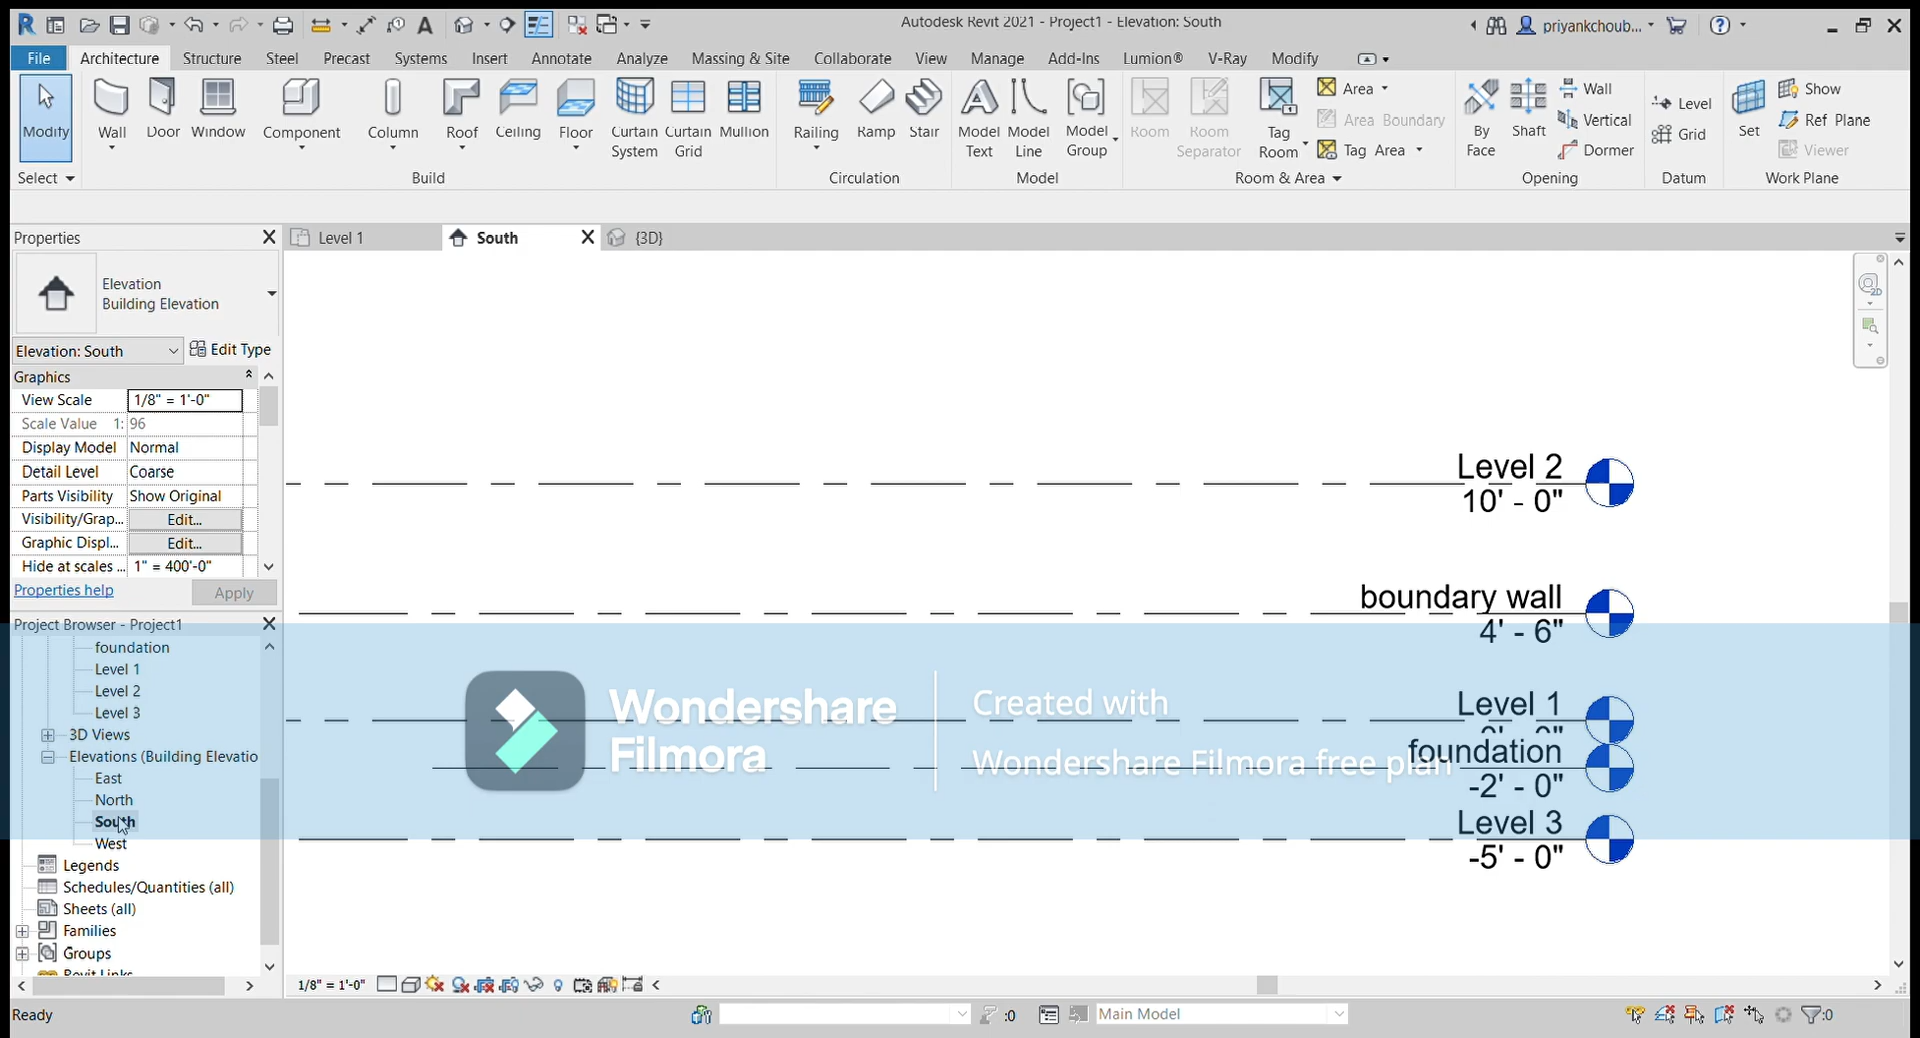 Autodesk Revit 2021 - Project1 - Elevation: South
priyankchoub...
File Architecture Structure Steel Precast Systems Insert Annotate Analyze Massing & Site Collaborate View Manage Add-Ins Lumion® V-Ray Modify
Modify
Wall
Door
Window
Component
Column
Roof
Ceiling
Floor
Curtain System
Curtain Grid
Mullion
Railing
Ramp
Stair
Model Text
Model Line
Model Group
Room
Room Separator
Tag Room
Area
Area Boundary
Tag Area
By Face
Shaft
Wall
Vertical
Dormer
Level
Grid
Set
Show
Ref Plane
Viewer
Select
Build
Circulation
Model
Room & Area
Opening
Datum
Work Plane
Properties
Level 1
South
{3D}
Elevation
Building Elevation
Elevation: South
Edit Type
Graphics
View Scale 1/8" = 1'-0"
Scale Value 1: 96
Display Model Normal
Detail Level Coarse
Parts Visibility Show Original
Visibility/Grap... Edit...
Graphic Displ... Edit...
Hide at scales ... 1" = 400'-0"
Properties help
Apply
Project Browser - Project1
foundation
Level 1
Level 2
Level 3
3D Views
Elevations (Building Elevatio
East
North
South
West
Legends
Schedules/Quantities (all)
Sheets (all)
Families
Groups
Revit Links
Level 2
10' - 0"
boundary wall
4' - 6"
Level 1
foundation
-2' - 0"
Level 3
-5' - 0"
Wondershare
Filmora
Created with
Wondershare Filmora free plan
1/8" = 1'-0"
Ready
:0
Main Model
:0